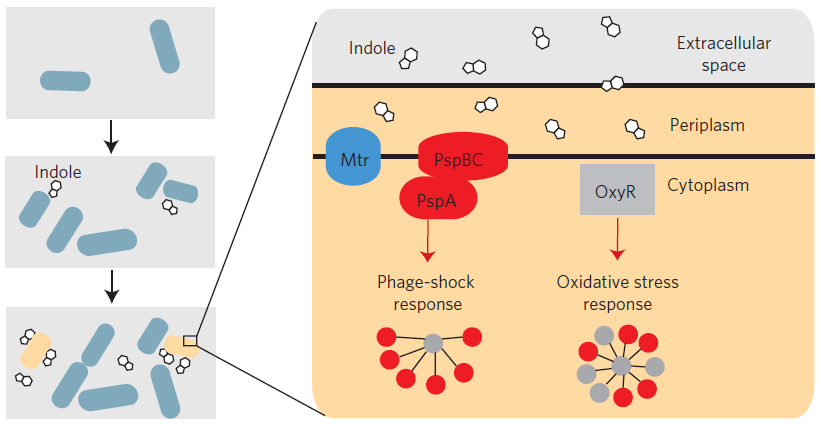 Indole
Indole
Extracellular
space
Periplasm
Mtr
PspBC
PspA
OxyR
Cytoplasm
Phage-shock
response
Oxidative stress
response